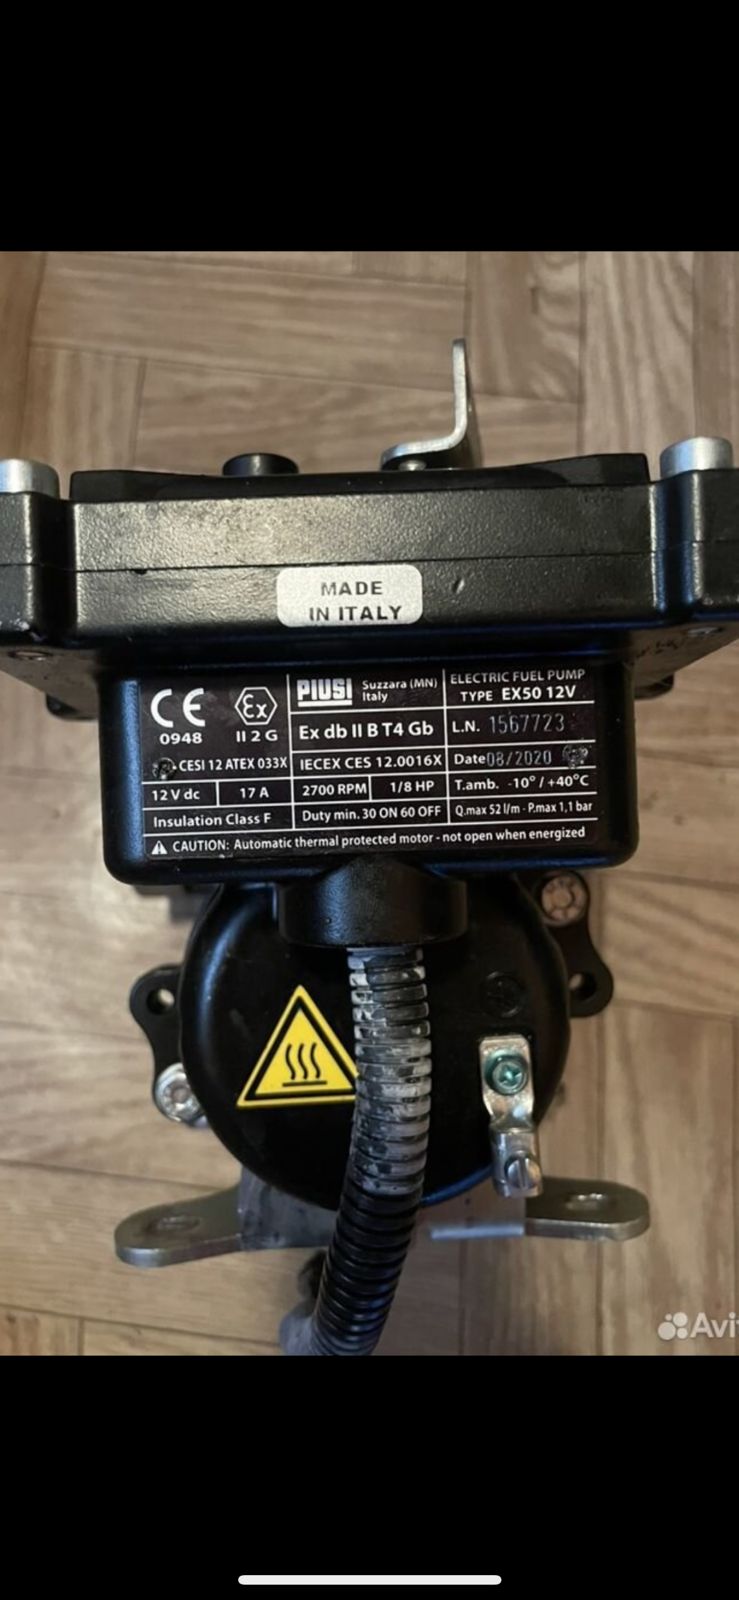 MADE
IN ITALY
CE
0948
Ex
II 2 G
PIUSI
Suzzara (MN)
Italy
ELECTRIC FUEL PUMP
TYPE EX50 12V
Ex db II B T4 Gb
L.N. 1567723
CESI 12 ATEX 033X
IECEX CES 12.0016X
Date 08/2020
12 V dc
17 A
2700 RPM
1/8 HP
T.amb. -10° / +40°C
Insulation Class F
Duty min. 30 ON 60 OFF
Q.max 52 l/m - P.max 1,1 bar
CAUTION: Automatic thermal protected motor - not open when energized
Avit